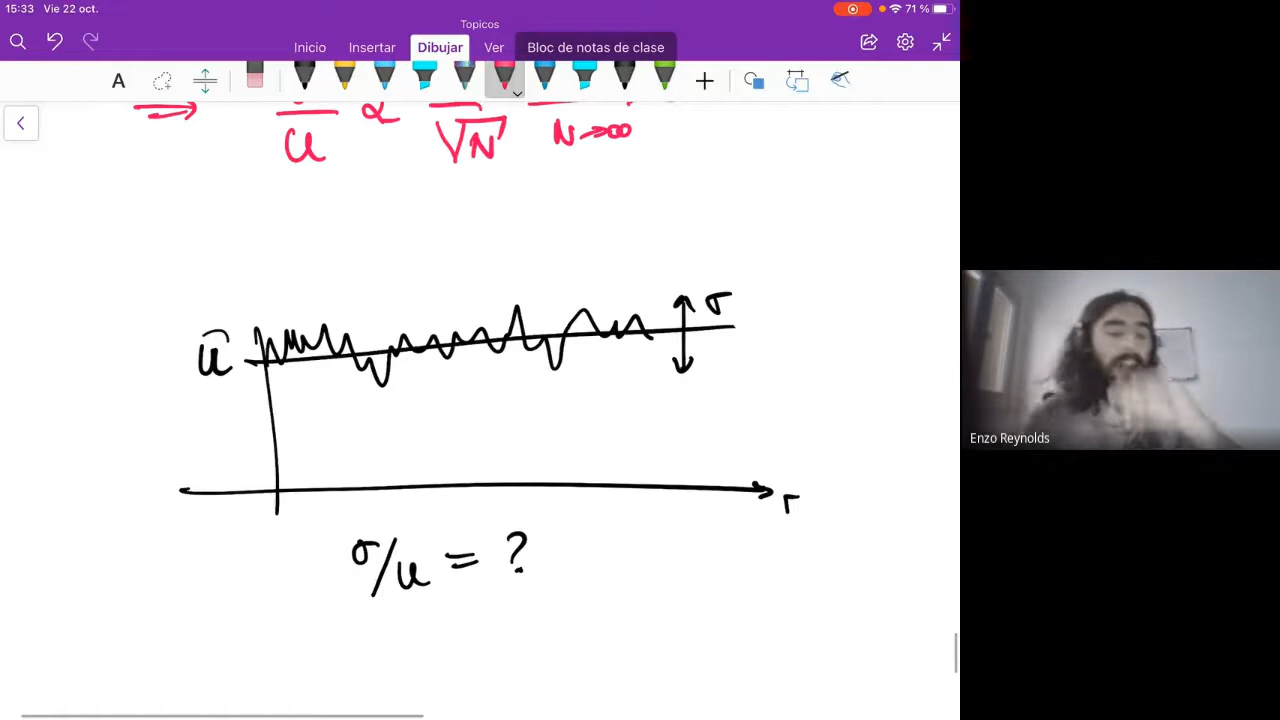 15:33 Vie 22 oct. 71 %
Topicos
Inicio Insertar Dibujar Ver Bloc de notas de clase
A
U ∝ √N N→∞
ū σ
r
σ/u = ?
Enzo Reynolds